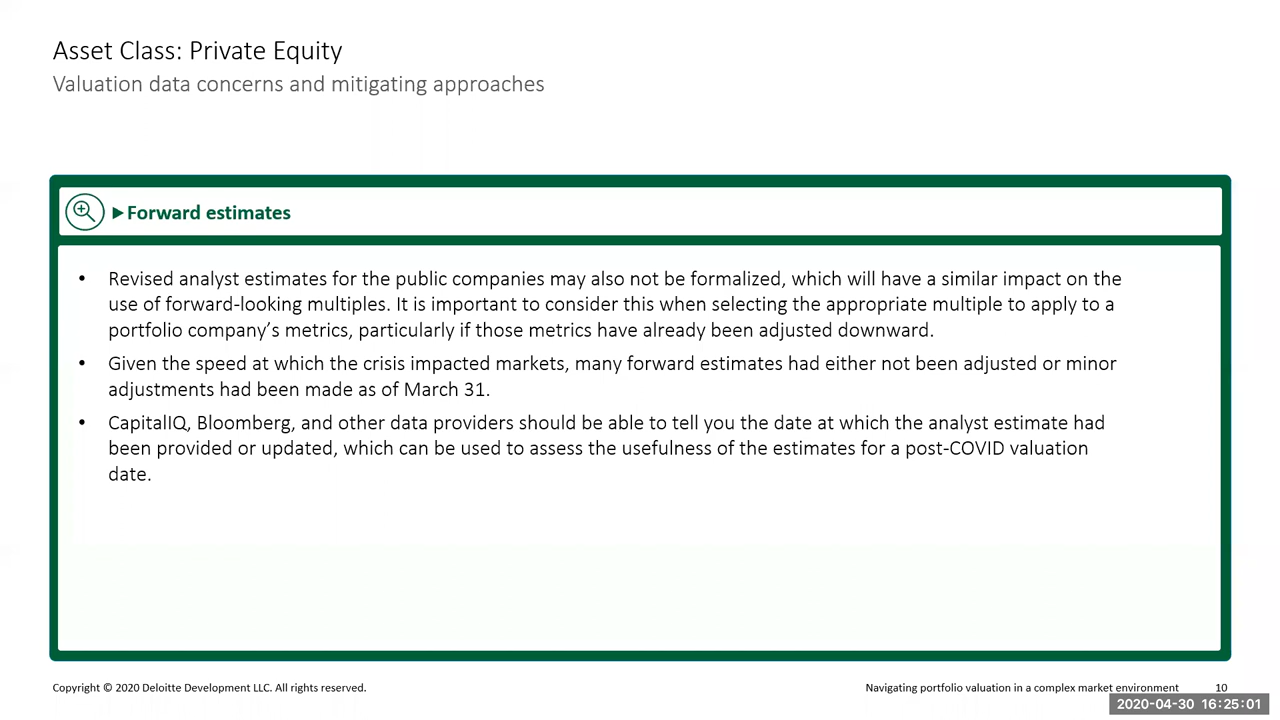 Asset Class: Private Equity
Valuation data concerns and mitigating approaches
▶Forward estimates
• Revised analyst estimates for the public companies may also not be formalized, which will have a similar impact on the
use of forward-looking multiples. It is important to consider this when selecting the appropriate multiple to apply to a
portfolio company’s metrics, particularly if those metrics have already been adjusted downward.
• Given the speed at which the crisis impacted markets, many forward estimates had either not been adjusted or minor
adjustments had been made as of March 31.
• CapitalIQ, Bloomberg, and other data providers should be able to tell you the date at which the analyst estimate had
been provided or updated, which can be used to assess the usefulness of the estimates for a post-COVID valuation
date.
Copyright © 2020 Deloitte Development LLC. All rights reserved.
Navigating portfolio valuation in a complex market environment 10
2020-04-30 16:25:01